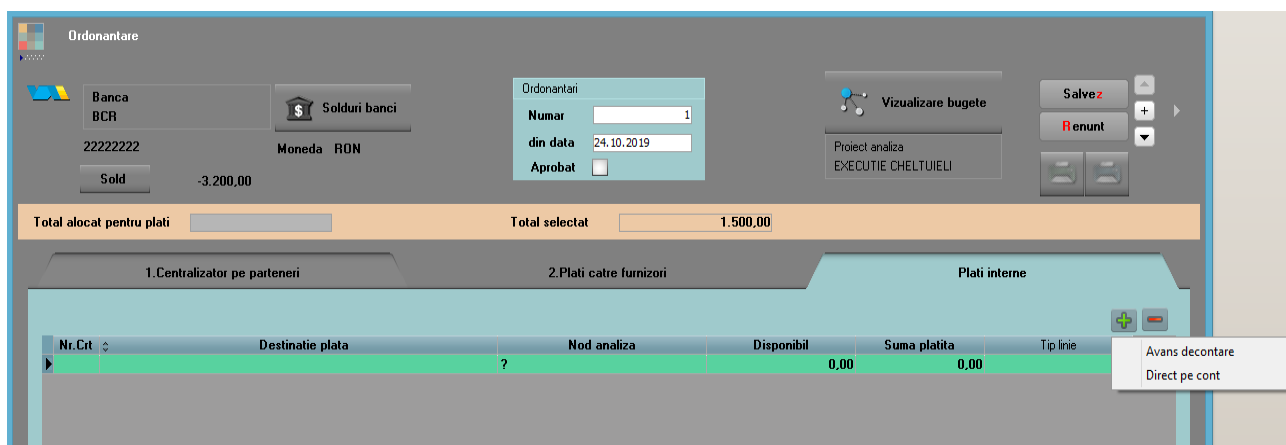 Ordonantare
Banca
BCR
Solduri banci
22222222
Moneda RON
Sold
-3.200,00
Ordonantari
Numar 1
din data 24.10.2019
Aprobat
Vizualizare bugete
Proiect analiza
EXECUTIE CHELTUIELI
Salvez
Renunt
Total alocat pentru plati
Total selectat 1.500,00
1.Centralizator pe parteneri
2.Plati catre furnizori
Plati interne
Nr.Crt Destinatie plata Nod analiza Disponibil Suma platita Tip linie
? 0,00 0,00
Avans decontare
Direct pe cont